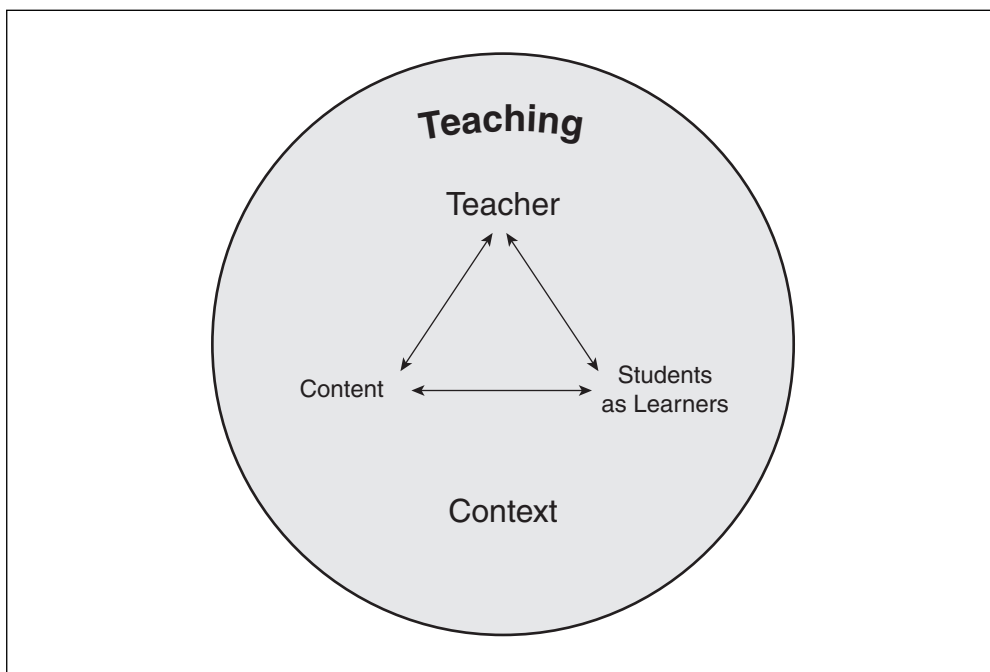 Teaching
Teacher
Content
Students
as Learners
Context